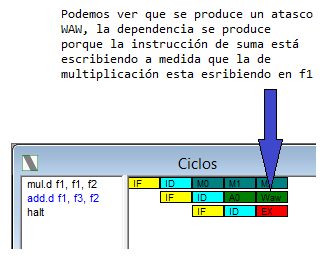 Podemos ver que se produce un atasco
WAW, la dependencia se produce
porque la instrucción de suma está
escribiendo a medida que la de
multiplicación esta esribiendo en f1
Ciclos
mul.d f1, f1, f2 IF ID M0 M1
add.d f1, f3, f2 IF ID A0 Waw
halt IF ID EX